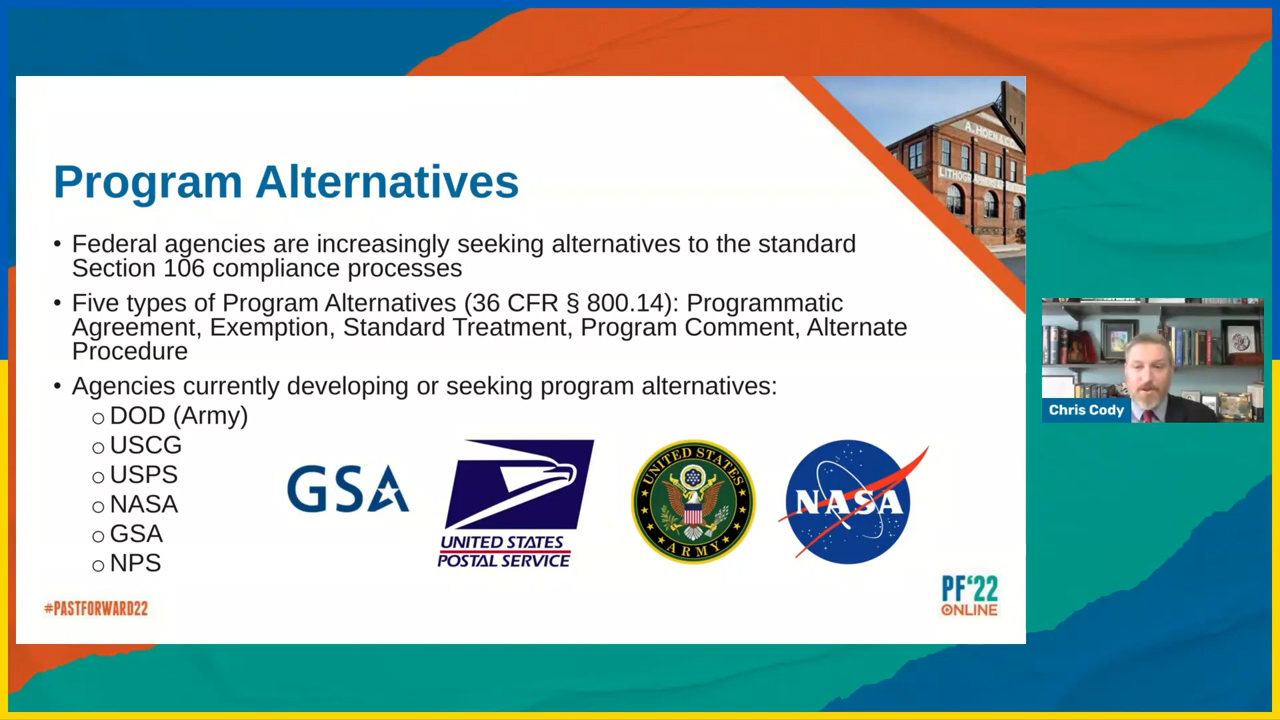 Program Alternatives
• Federal agencies are increasingly seeking alternatives to the standard
Section 106 compliance processes
• Five types of Program Alternatives (36 CFR § 800.14): Programmatic
Agreement, Exemption, Standard Treatment, Program Comment, Alternate
Procedure
• Agencies currently developing or seeking program alternatives:
○ DOD (Army)
○ USCG
○ USPS
○ NASA
○ GSA
○ NPS
GSA
UNITED STATES
POSTAL SERVICE
UNITED STATES
ARMY
NASA
#PASTFORWARD22
PF'22
ONLINE
A. HOEN & CO.
Chris Cody